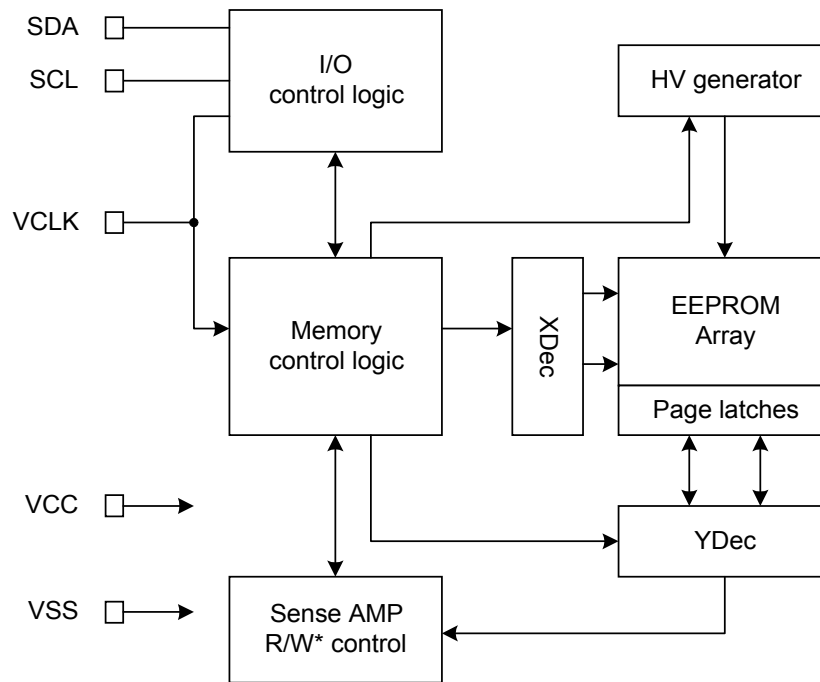 SDA
SCL
I/O
control logic
HV generator
VCLK
Memory
control logic
XDec
EEPROM
Array
Page latches
VCC
YDec
VSS
Sense AMP
R/W* control